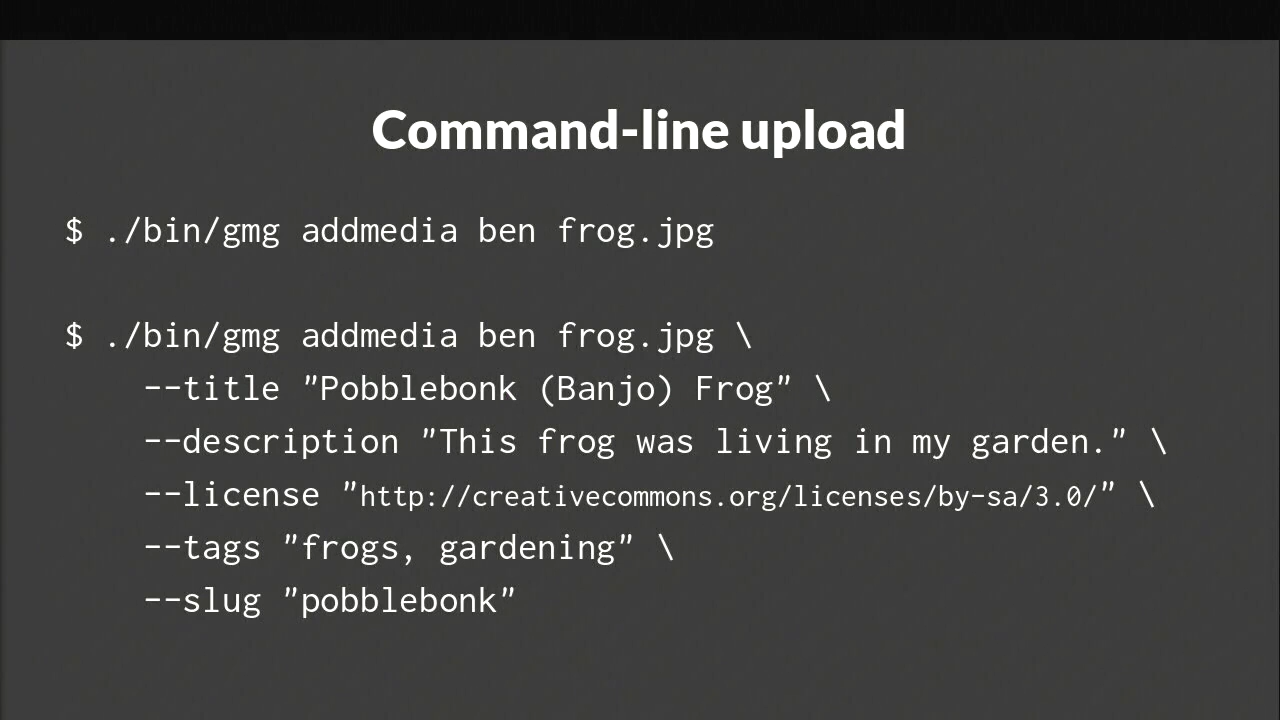 Command-line upload
$ ./bin/gmg addmedia ben frog.jpg
$ ./bin/gmg addmedia ben frog.jpg \
--title "Pobblebonk (Banjo) Frog" \
--description "This frog was living in my garden." \
--license "http://creativecommons.org/licenses/by-sa/3.0/" \
--tags "frogs, gardening" \
--slug "pobblebonk"